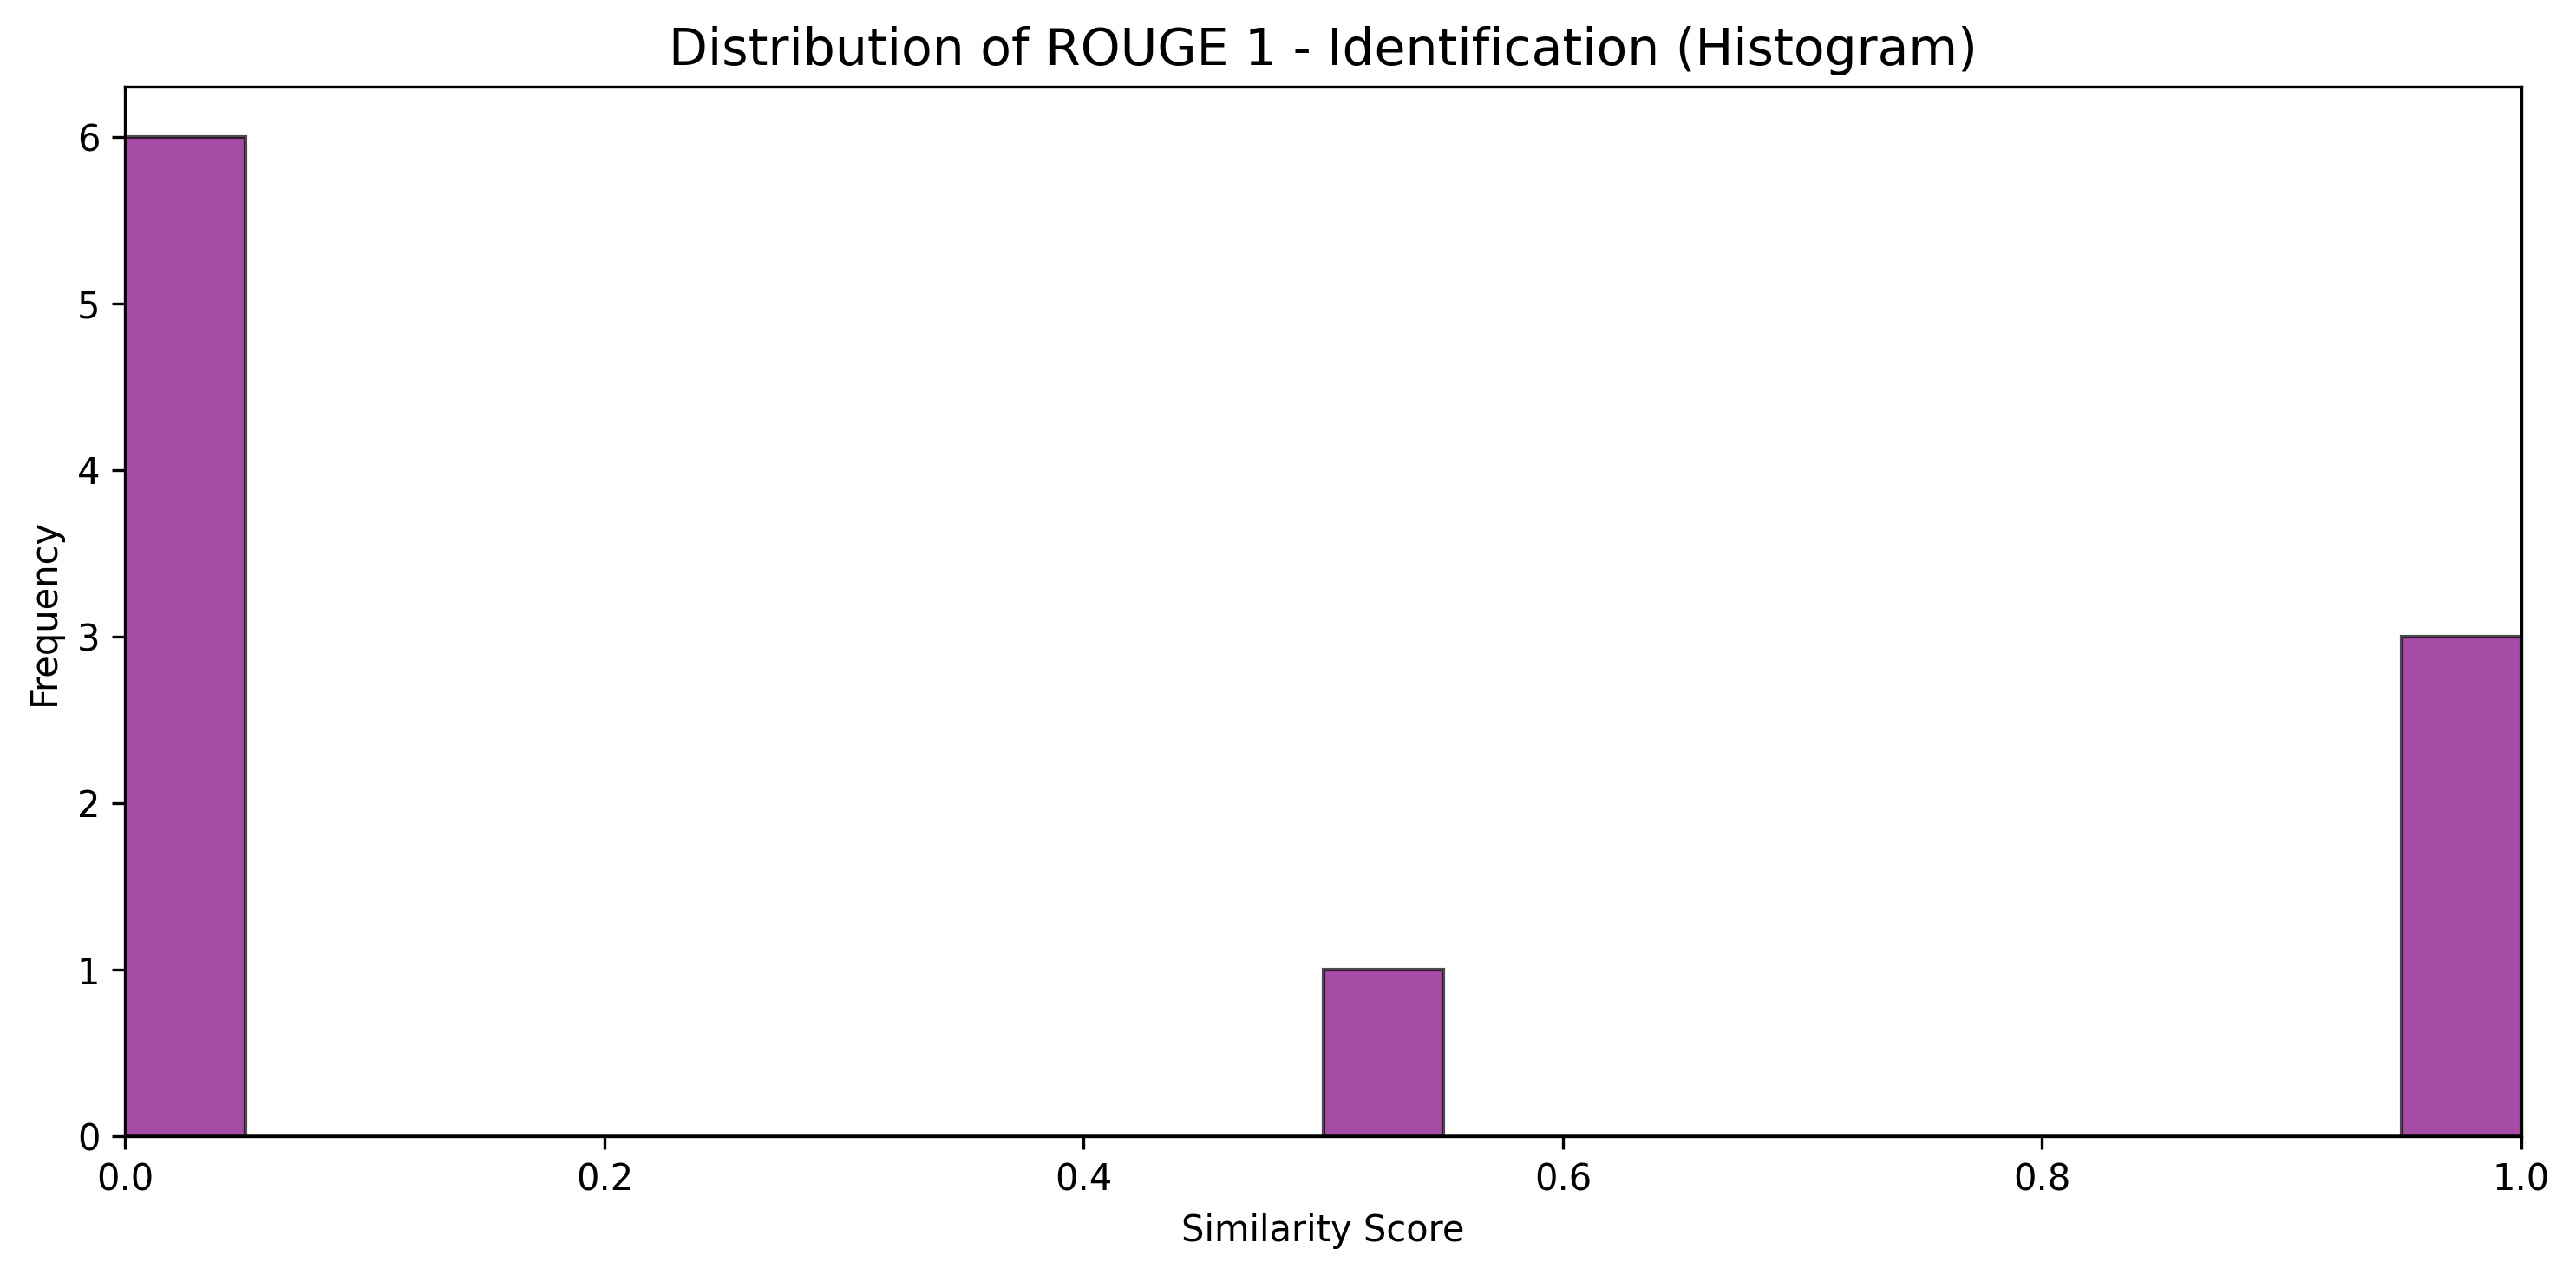 Distribution of ROUGE 1 - Identification (Histogram)
6
5
4
3
2
1
0
Frequency
0.0 0.2 0.4 0.6 0.8 1.0
Similarity Score